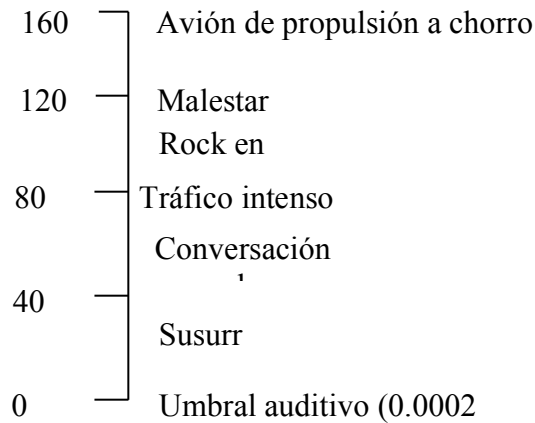 160 Avión de propulsión a chorro
120 Malestar
Rock en
80 Tráfico intenso
Conversación
40
Susurr
0 Umbral auditivo (0.0002